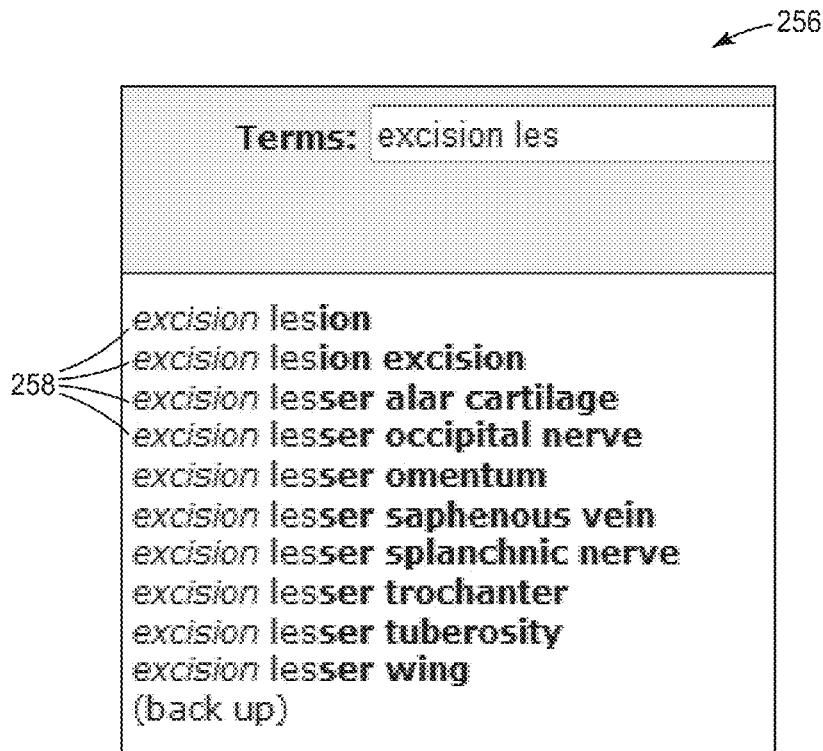 256
Terms: excision les
excision lesion
excision lesion excision
258
excision lesser alar cartilage
excision lesser occipital nerve
excision lesser omentum
excision lesser saphenous vein
excision lesser splanchnic nerve
excision lesser trochanter
excision lesser tuberosity
excision lesser wing
(back up)